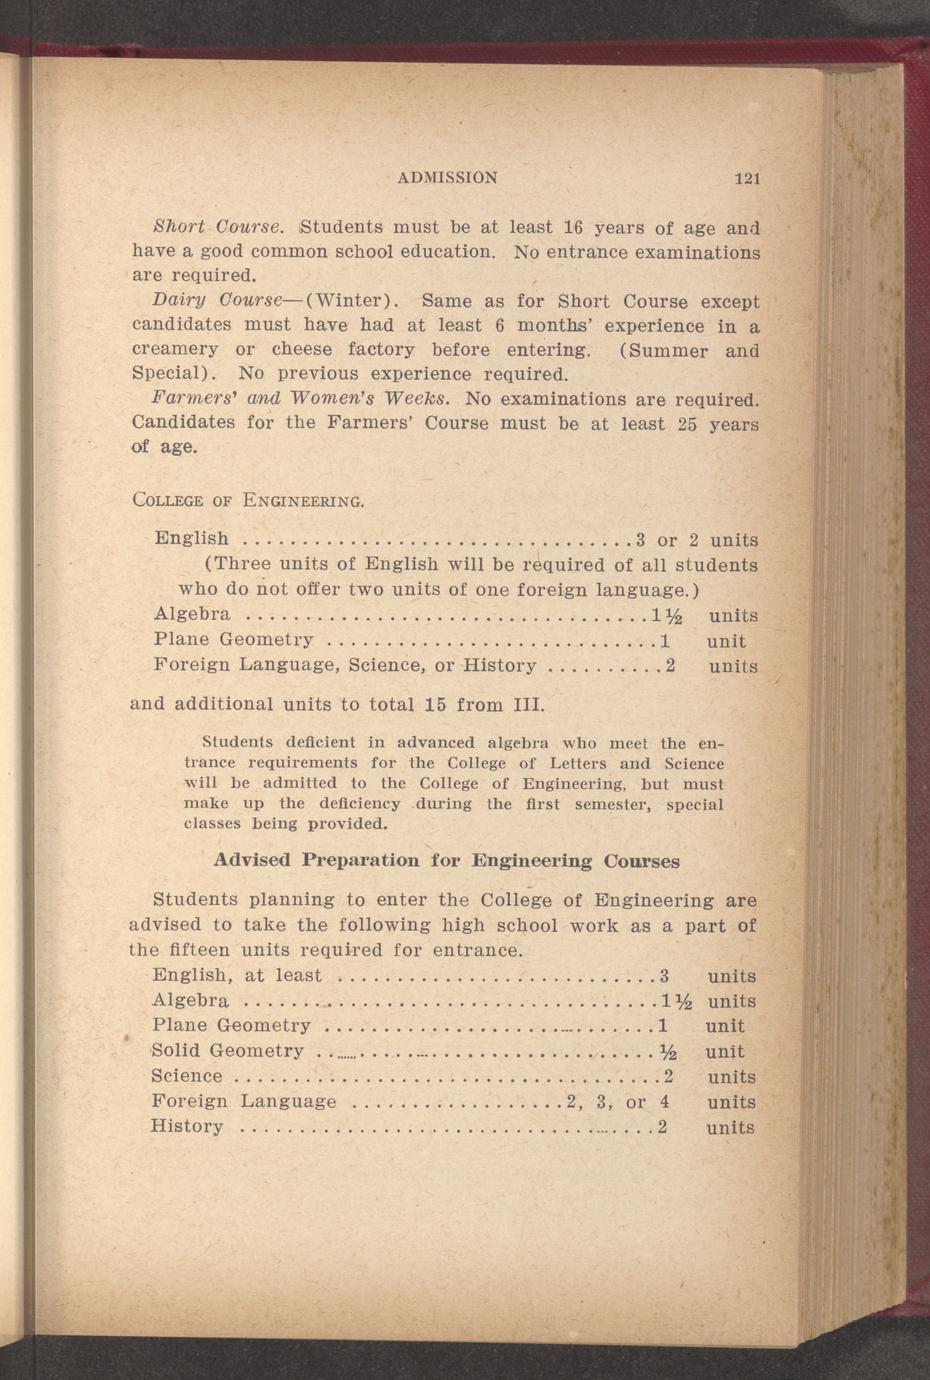 ADMISSION 121
Short Course. Students must be at least 16 years of age and
have a good common school education. No entrance examinations
are required.
Dairy Course—(Winter). Same as for Short Course except
candidates must have had at least 6 months' experience in a
creamery or cheese factory before entering. (Summer and
Special). No previous experience required.
Farmers' and Women's Weeks. No examinations are required.
Candidates for the Farmers' Course must be at least 25 years
of age.
COLLEGE OF ENGINEERING.
English .................................3 or 2 units
(Three units of English will be required of all students
who do not offer two units of one foreign language.)
Algebra ..................................1½ units
Plane Geometry ............................1 unit
Foreign Language, Science, or History ..........2 units
and additional units to total 15 from III.
Students deficient in advanced algebra who meet the en-
trance requirements for the College of Letters and Science
will be admitted to the College of Engineering, but must
make up the deficiency during the first semester, special
classes being provided.
Advised Preparation for Engineering Courses
Students planning to enter the College of Engineering are
advised to take the following high school work as a part of
the fifteen units required for entrance.
English, at least ...........................3 units
Algebra ...................................1½ units
Plane Geometry ............................1 unit
Solid Geometry .............................½ unit
Science ....................................2 units
Foreign Language ..................2, 3, or 4 units
History ...................................2 units